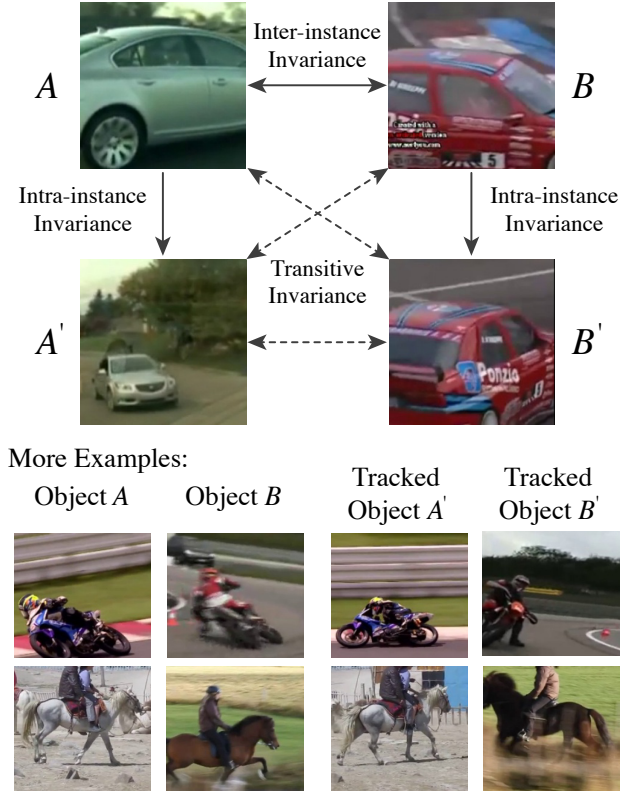 Inter-instance
Invariance
A
B
Intra-instance
Invariance
Intra-instance
Invariance
5
Transitive
Invariance
A'
B'
Ponzio
More Examples:
Object A
Object B
Tracked
Object A'
Tracked
Object B'